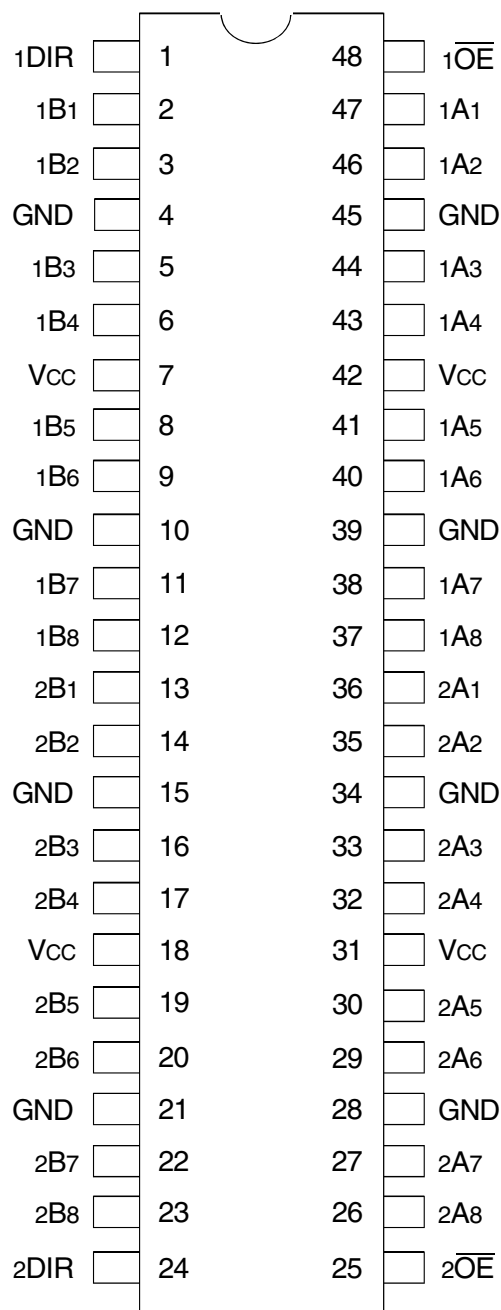 1DIR 1 48 1O̅E̅
1B1 2 47 1A1
1B2 3 46 1A2
GND 4 45 GND
1B3 5 44 1A3
1B4 6 43 1A4
VCC 7 42 VCC
1B5 8 41 1A5
1B6 9 40 1A6
GND 10 39 GND
1B7 11 38 1A7
1B8 12 37 1A8
2B1 13 36 2A1
2B2 14 35 2A2
GND 15 34 GND
2B3 16 33 2A3
2B4 17 32 2A4
VCC 18 31 VCC
2B5 19 30 2A5
2B6 20 29 2A6
GND 21 28 GND
2B7 22 27 2A7
2B8 23 26 2A8
2DIR 24 25 2O̅E̅